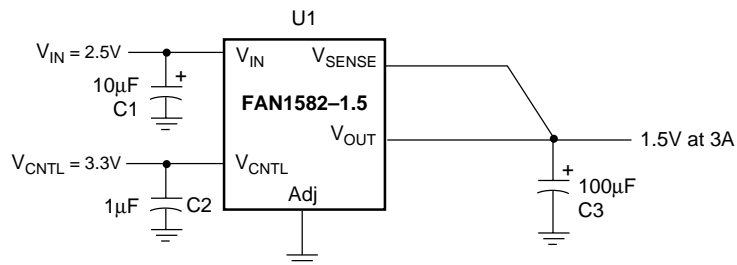 U1
V_IN = 2.5V
V_IN
V_SENSE
10µF
+
C1
FAN1582–1.5
V_OUT
1.5V at 3A
V_CNTL = 3.3V
V_CNTL
1µF
C2
Adj
+
100µF
C3